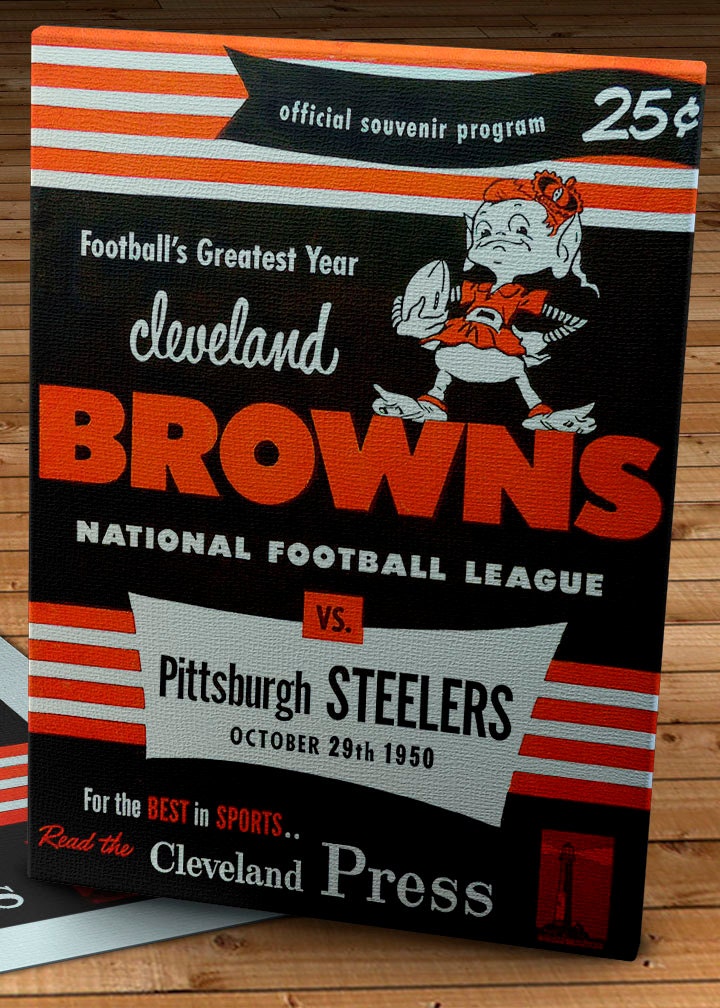 official souvenir program
25¢
Football's Greatest Year
cleveland
BROWNS
NATIONAL FOOTBALL LEAGUE
VS.
Pittsburgh STEELERS
OCTOBER 29th 1950
For the BEST in SPORTS..
Read the Cleveland Press
s